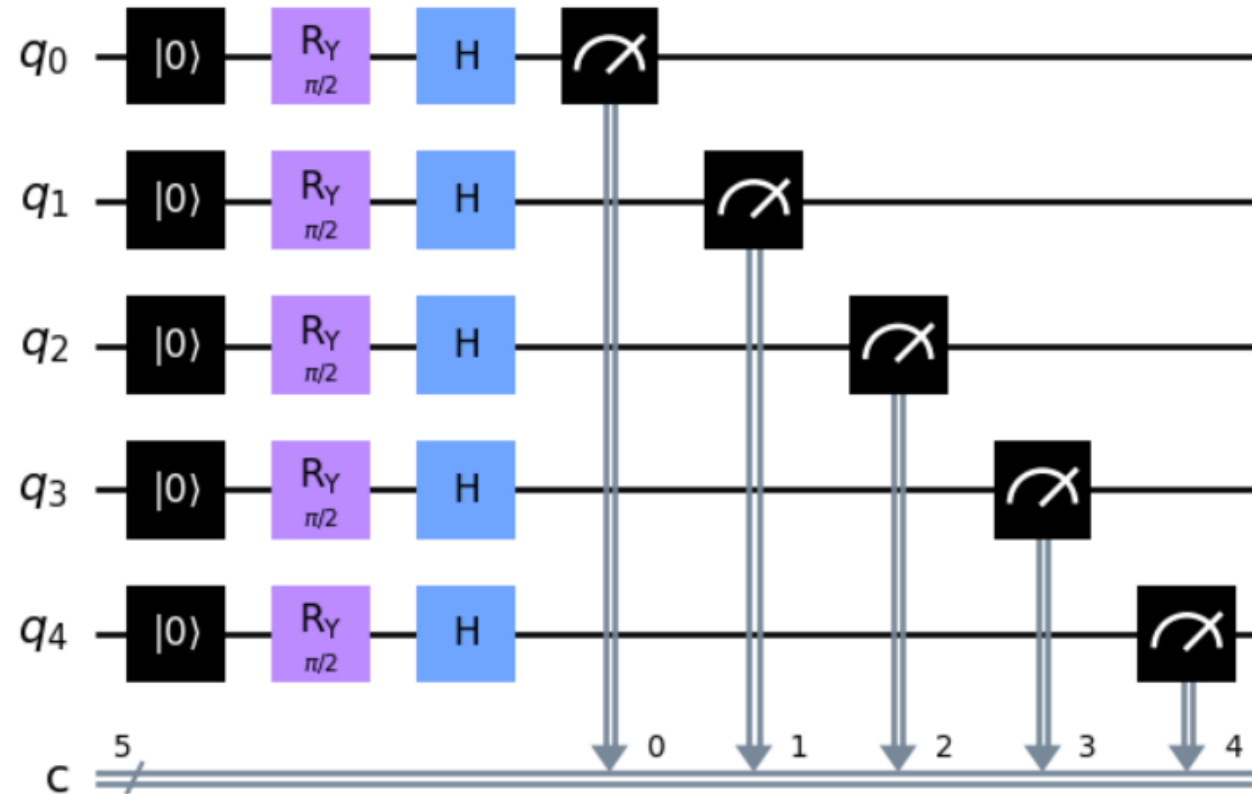 q0 |0⟩ RY π/2 H
q1 |0⟩ RY π/2 H
q2 |0⟩ RY π/2 H
q3 |0⟩ RY π/2 H
q4 |0⟩ RY π/2 H
5 0 1 2 3 4
c